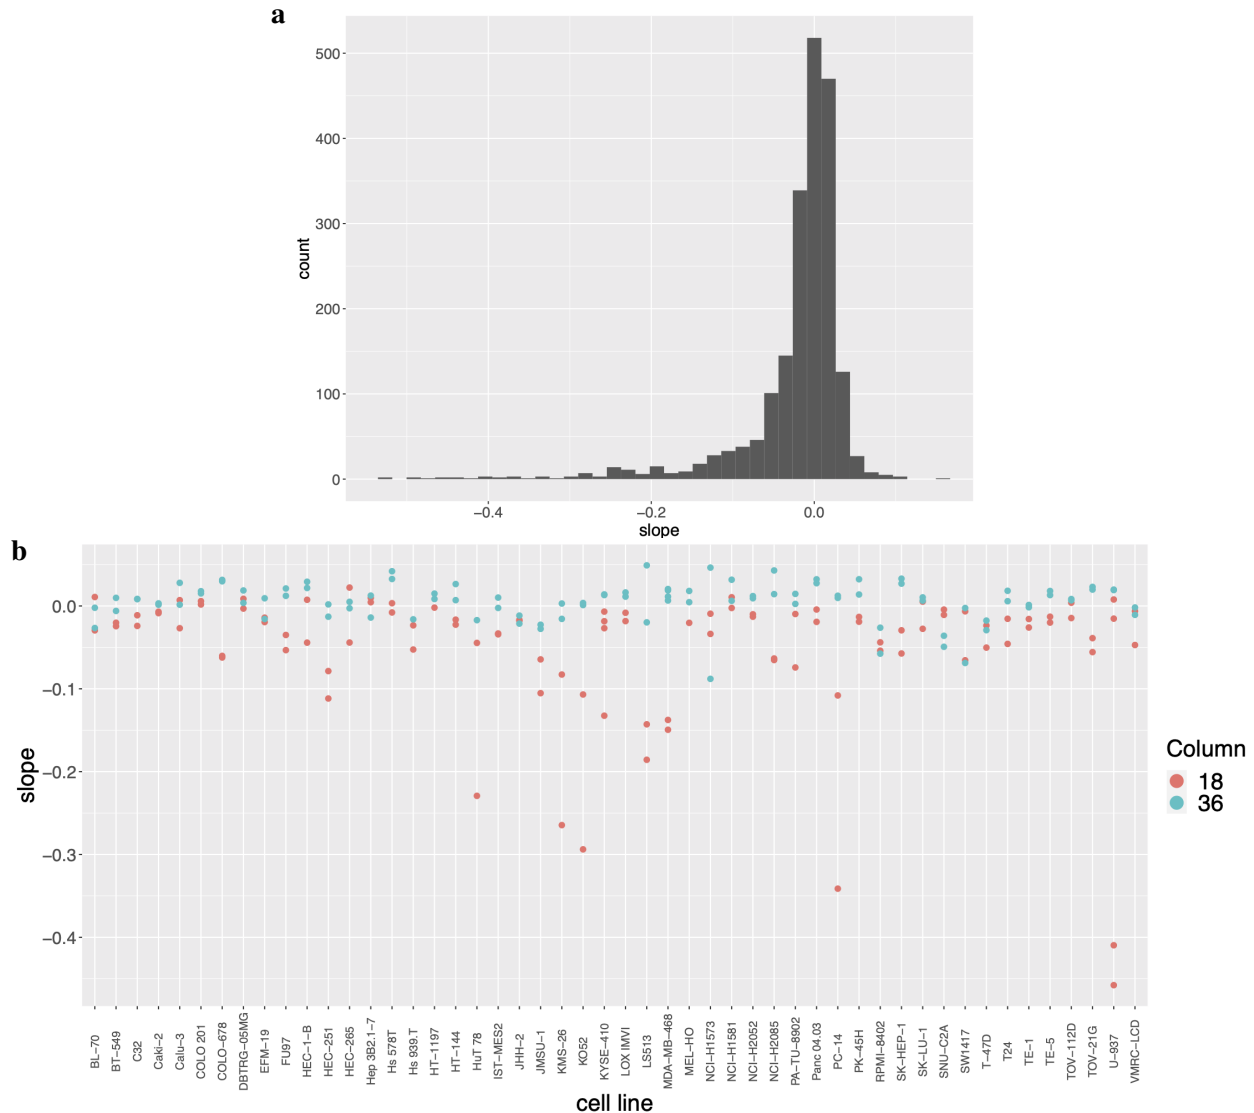 a
500
400
300
200
100
0
count
−0.4
−0.2
0.0
slope
b
0.0
−0.1
−0.2
−0.3
−0.4
slope
BL−70
BT−549
C32
Caki−2
Calu−3
COLO 201
COLO−678
DBTRG−05MG
EFM−19
FU97
HEC−1−B
HEC−251
HEC−265
Hep 3B2.1−7
Hs 578T
Hs 939.T
HT−1197
HT−144
HuT 78
IST−MES2
JHH−2
JMSU−1
KMS−26
KO52
KYSE−410
LOX IMVI
LS513
MDA−MB−468
MEL−HO
NCI−H1573
NCI−H1581
NCI−H2052
NCI−H2085
PA−TU−8902
Panc 04.03
PC−14
PK−45H
RPMI−8402
SK−HEP−1
SK−LU−1
SNU−C2A
SW1417
T−47D
T24
TE−1
TE−5
TOV−112D
TOV−21G
U−937
VMRC−LCD
cell line
Column
18
36